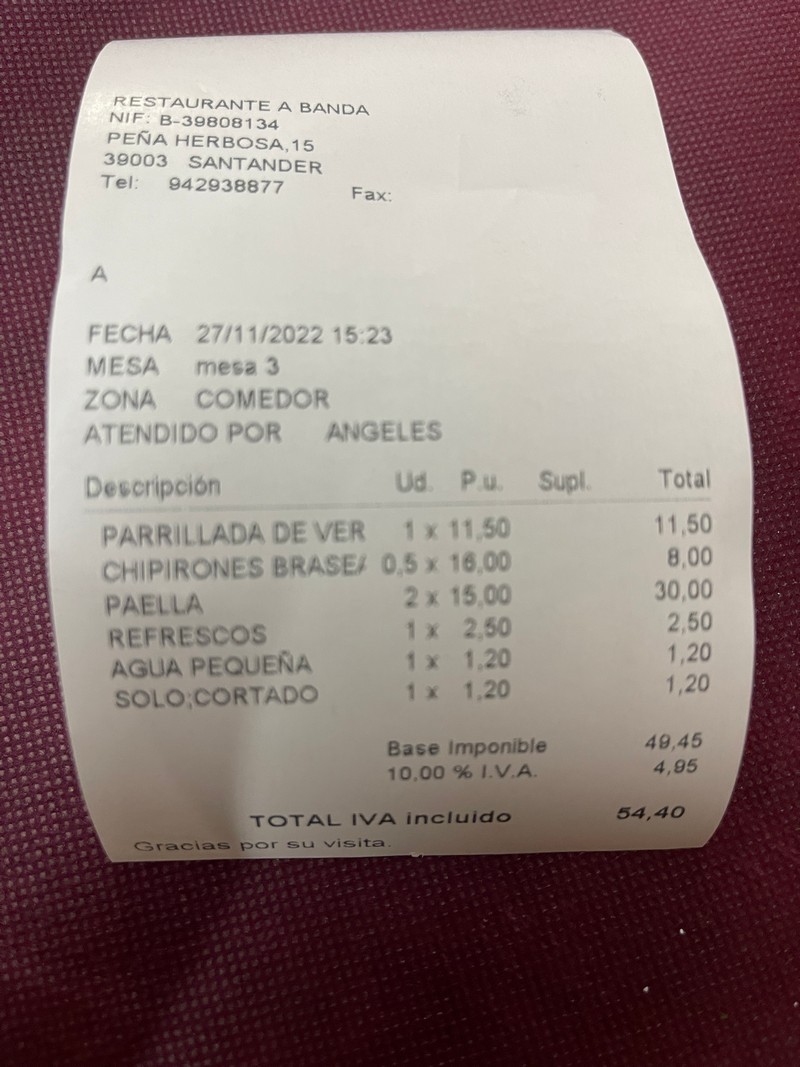 RESTAURANTE A BANDA
NIF: B-39808134
PEÑA HERBOSA,15
39003 SANTANDER
Tel: 942938877 Fax:
A
FECHA 27/11/2022 15:23
MESA mesa 3
ZONA COMEDOR
ATENDIDO POR ANGELES
Descripción Ud. P.u. Supl. Total
PARRILLADA DE VER 1 x 11,50 11,50
CHIPIRONES BRASEA 0,5 x 16,00 8,00
PAELLA 2 x 15,00 30,00
REFRESCOS 1 x 2,50 2,50
AGUA PEQUEÑA 1 x 1,20 1,20
SOLO;CORTADO 1 x 1,20 1,20
Base Imponible 49,45
10,00 % I.V.A. 4,95
TOTAL IVA incluido 54,40
Gracias por su visita.